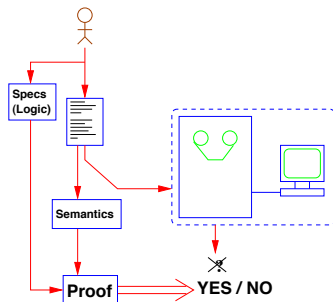 Specs
(Logic)
Semantics
Proof
YES / NO